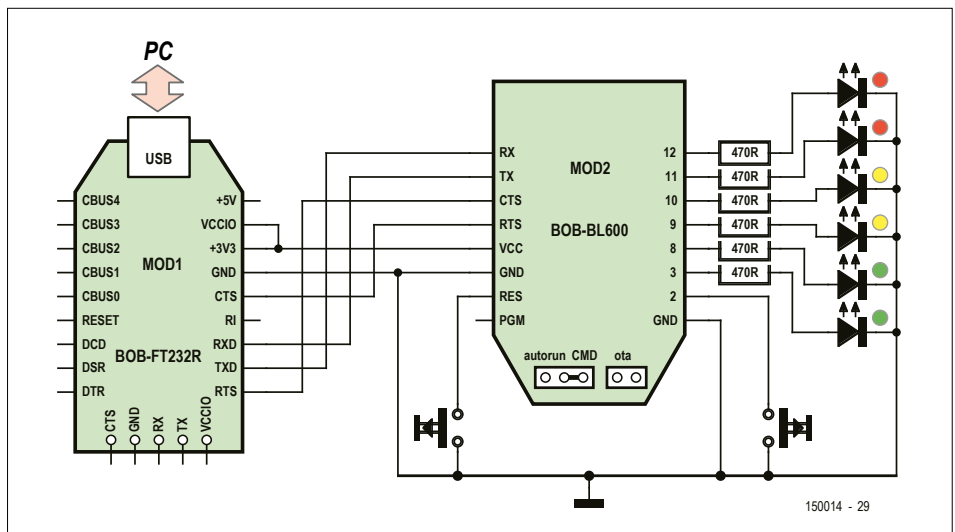 PC
USB
CBUS4
CBUS3
CBUS2
CBUS1
CBUS0
RESET
DCD
DSR
DTR
MOD1
BOB-FT232R
+5V
VCCIO
+3V3
GND
CTS
RI
RXD
TXD
RTS
CTS
GND
RX
TX
VCCIO
RX
TX
CTS
RTS
VCC
GND
RES
PGM
MOD2
BOB-BL600
12
11
10
9
8
3
2
GND
autorun CMD
ota
470R
470R
470R
470R
470R
470R
150014 - 29